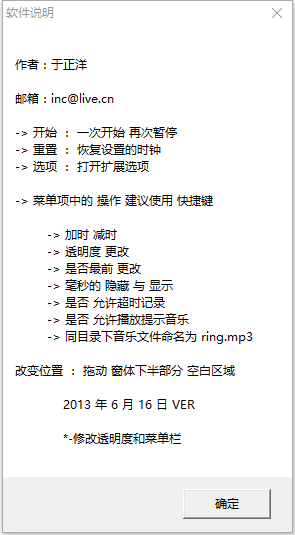 软件说明
作者：于正洋
邮箱：inc@live.cn
-> 开始 ： 一次开始 再次暂停
-> 重置 ： 恢复设置的时钟
-> 选项 ： 打开扩展选项
-> 菜单项中的 操作 建议使用 快捷键
-> 加时 减时
-> 透明度 更改
-> 是否最前 更改
-> 毫秒的 隐藏 与 显示
-> 是否 允许超时记录
-> 是否 允许播放提示音乐
-> 同目录下音乐文件命名为 ring.mp3
改变位置 ： 拖动 窗体下半部分 空白区域
2013 年 6 月 16 日 VER
*-修改透明度和菜单栏
确定